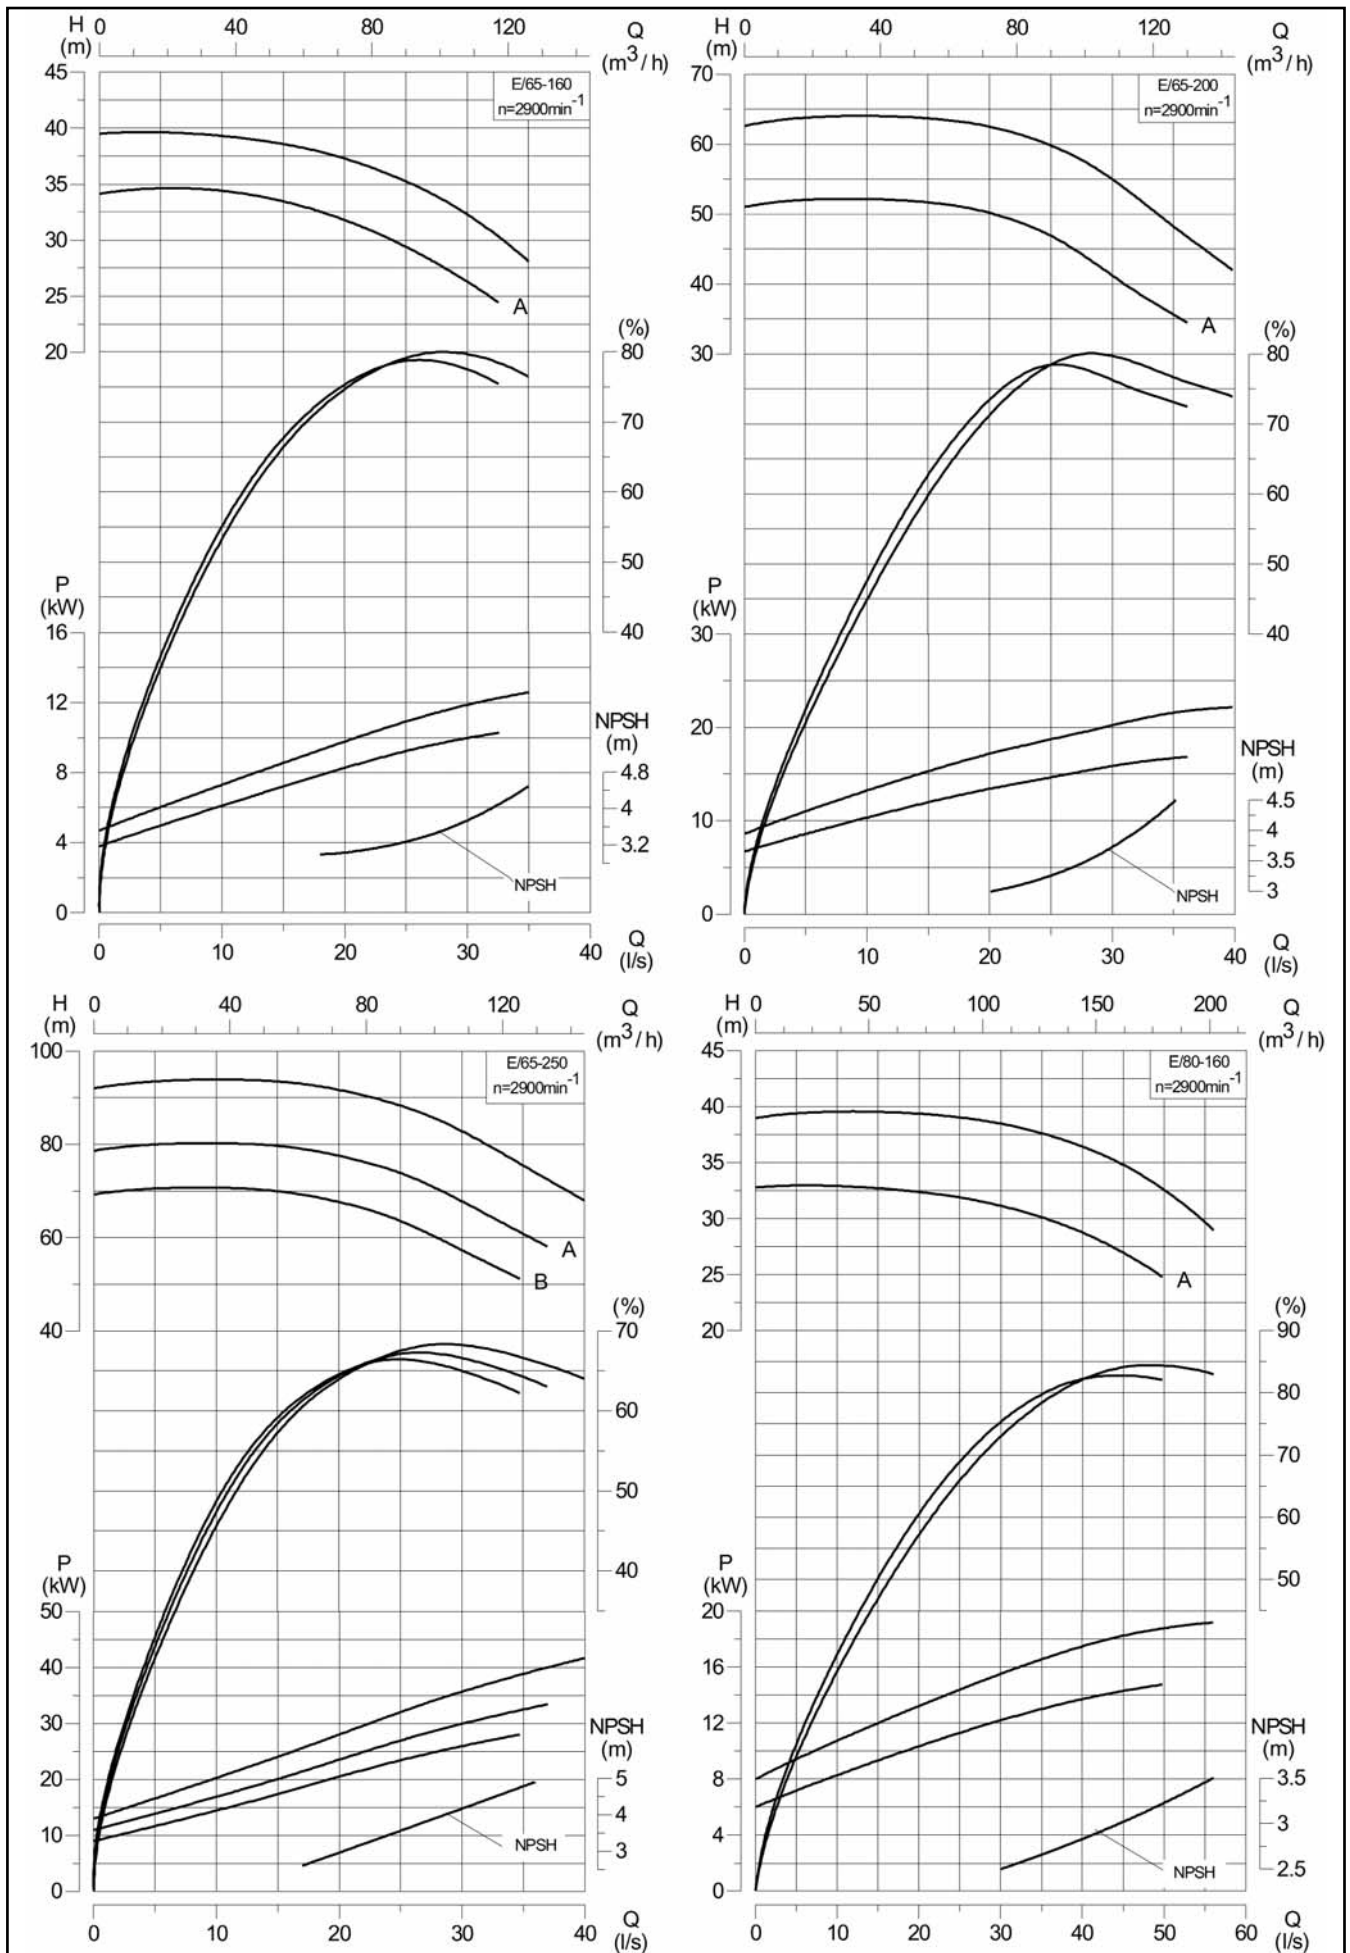 H 0 40 80 120 Q
(m) (m³/h)
45
E/65-160
n=2900min⁻¹
40
35
30
25
A
(%)
20 80
70
60
50
P
(kW)
16 40
12
NPSH
(m)
8 4.8
4
4 3.2
NPSH
0
0 10 20 30 40
Q
(l/s)
H 0 40 80 120 Q
(m) (m³/h)
70
E/65-200
n=2900min⁻¹
60
50
40
A
(%)
30 80
70
60
50
P
(kW)
30 40
20
NPSH
(m)
4.5
10 4
3.5
3
NPSH
0
0 10 20 30 40
Q
(l/s)
H 0 40 80 120 Q
(m) (m³/h)
100
E/65-250
n=2900min⁻¹
80
60
A
B
(%)
40 70
60
50
40
P
(kW)
50
40
30
NPSH
(m)
20 5
4
10 3
NPSH
0
0 10 20 30 40
Q
(l/s)
H 0 50 100 150 200 Q
(m) (m³/h)
45
E/80-160
n=2900min⁻¹
40
35
30
25
A
(%)
20 90
80
70
60
50
P
(kW)
20
16
12
NPSH
(m)
8 3.5
3
4
2.5
NPSH
0
0 10 20 30 40 50 60
Q
(l/s)